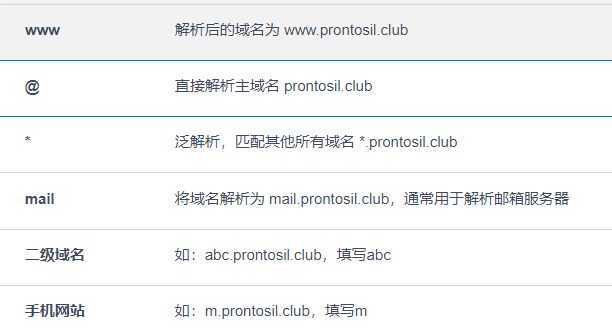 www 解析后的域名为 www.prontosil.club
@ 直接解析主域名 prontosil.club
* 泛解析，匹配其他所有域名 *.prontosil.club
mail 将域名解析为 mail.prontosil.club，通常用于解析邮箱服务器
二级域名 如：abc.prontosil.club，填写abc
手机网站 如：m.prontosil.club，填写m